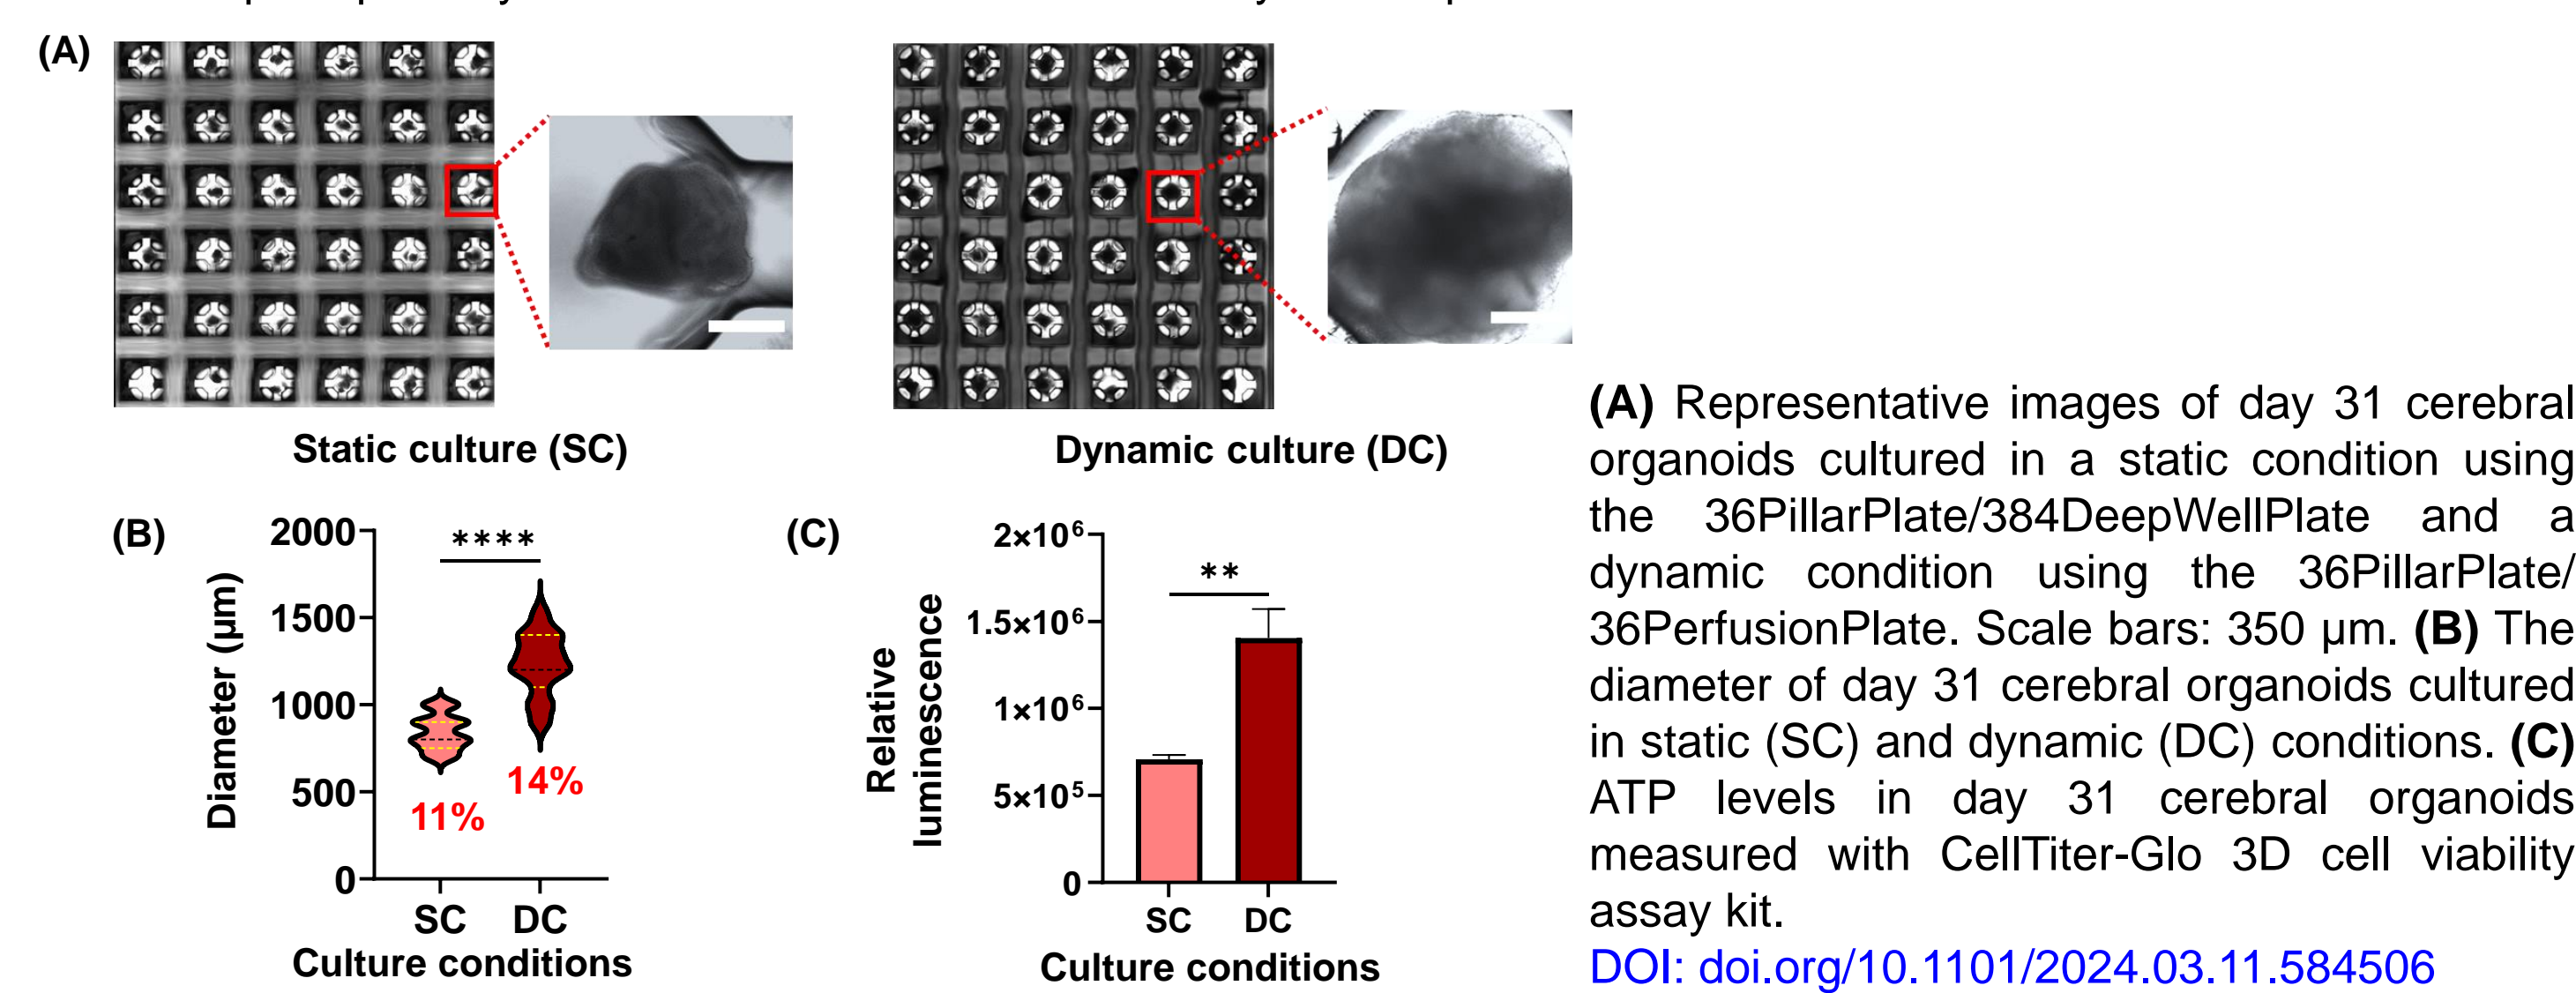 (A)
Static culture (SC)
Dynamic culture (DC)
(B)
2000
1500
1000
500
0
Diameter (µm)
****
11%
14%
SC DC
Culture conditions
(C)
2×10⁶
1.5×10⁶
1×10⁶
5×10⁵
0
Relative
luminescence
**
SC DC
Culture conditions
(A) Representative images of day 31 cerebral
organoids cultured in a static condition using
the 36PillarPlate/384DeepWellPlate and a
dynamic condition using the 36PillarPlate/
36PerfusionPlate. Scale bars: 350 µm. (B) The
diameter of day 31 cerebral organoids cultured
in static (SC) and dynamic (DC) conditions. (C)
ATP levels in day 31 cerebral organoids
measured with CellTiter-Glo 3D cell viability
assay kit.
DOI: doi.org/10.1101/2024.03.11.584506